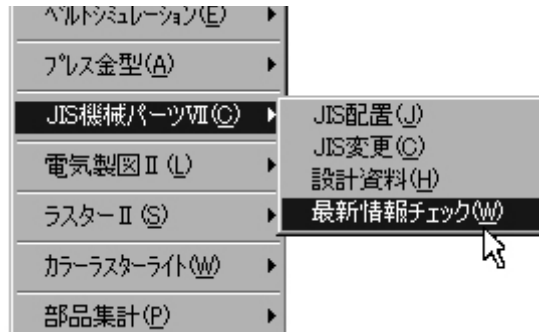 ﾍﾞﾙﾄｼﾐｭﾚｰｼｮﾝ(E)
ﾌﾟﾚｽ金型(A)
JIS機械ﾊﾟｰﾂⅦ(C)
電気製図Ⅱ(L)
ﾗｽﾀｰⅡ(S)
ｶﾗｰﾗｽﾀｰﾗｲﾄ(W)
部品集計(P)
JIS配置(J)
JIS変更(C)
設計資料(H)
最新情報ﾁｪｯｸ(W)